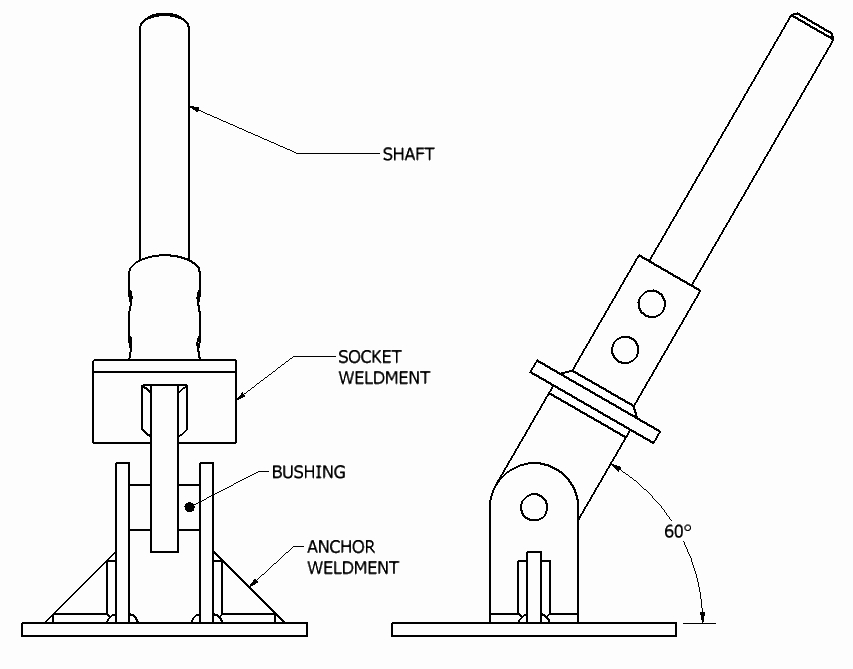 SHAFT
SOCKET
WELDMENT
BUSHING
ANCHOR
WELDMENT
60°